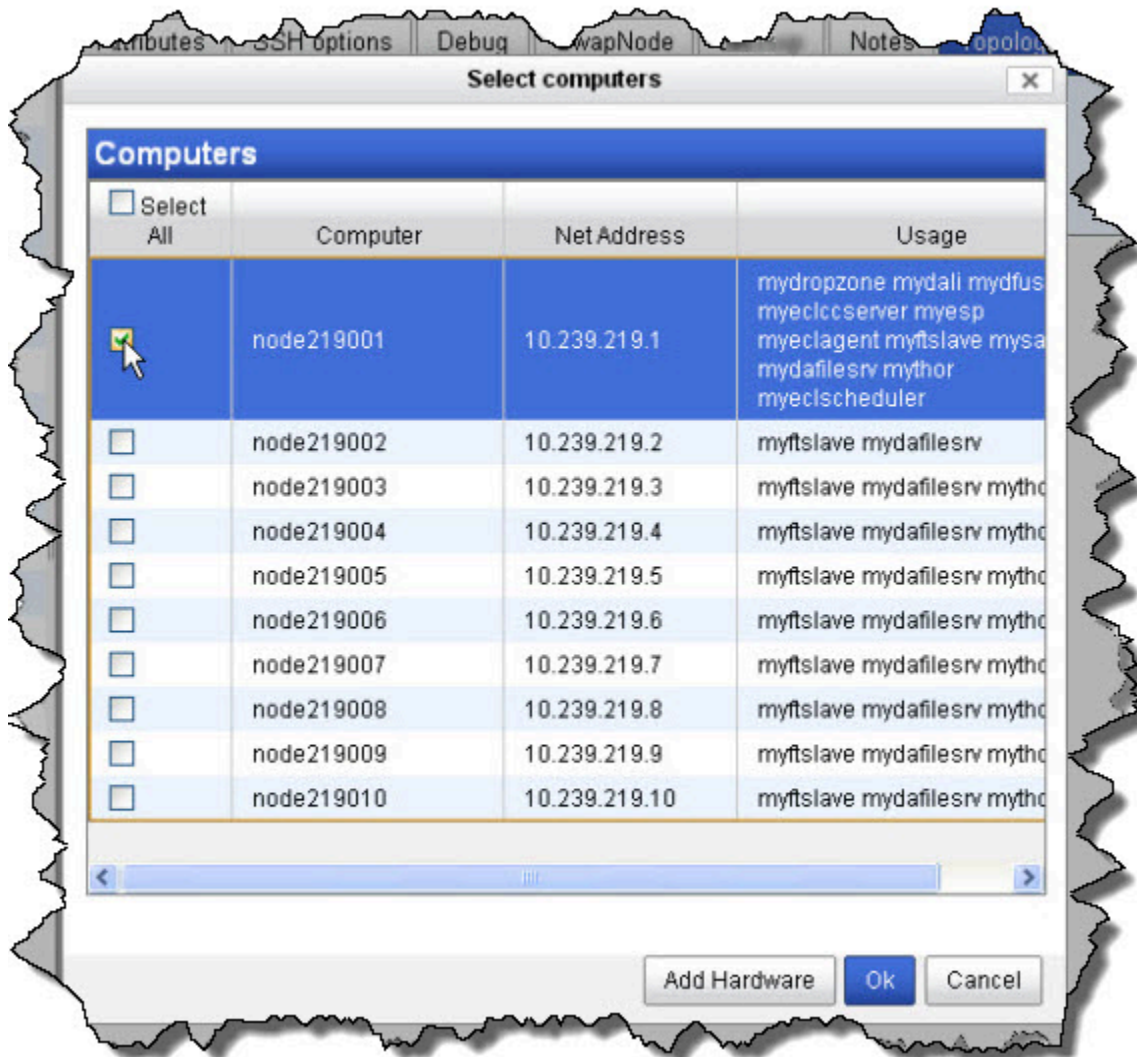 SSH options Debug Notes
Select computers
Computers
Select
All Computer Net Address Usage
node219001 10.239.219.1 mydropzone mydali mydfus
myeclccserver myesp
myeclagent myftslave mysa
mydafilesrv mythor
myeclscheduler
node219002 10.239.219.2 myftslave mydafilesrv
node219003 10.239.219.3 myftslave mydafilesrv mytho
node219004 10.239.219.4 myftslave mydafilesrv mytho
node219005 10.239.219.5 myftslave mydafilesrv mytho
node219006 10.239.219.6 myftslave mydafilesrv mytho
node219007 10.239.219.7 myftslave mydafilesrv mytho
node219008 10.239.219.8 myftslave mydafilesrv mytho
node219009 10.239.219.9 myftslave mydafilesrv mytho
node219010 10.239.219.10 myftslave mydafilesrv mytho
Add Hardware Ok Cancel